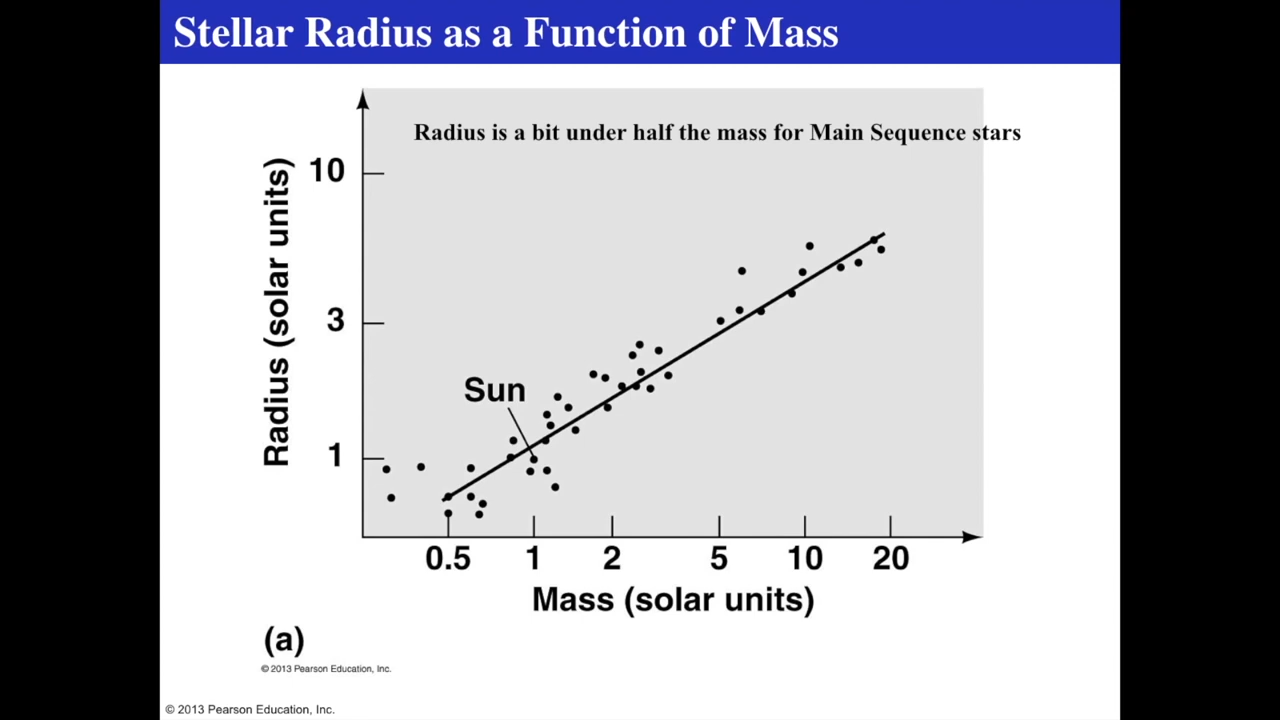 Stellar Radius as a Function of Mass
Radius is a bit under half the mass for Main Sequence stars
Radius (solar units)
10
3
1
Sun
0.5 1 2 5 10 20
Mass (solar units)
(a)
© 2013 Pearson Education, Inc.
© 2013 Pearson Education, Inc.